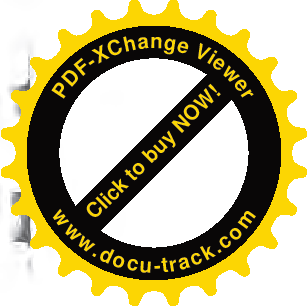 PDF-XChange Viewer
Click to buy NOW!
www.docu-track.com